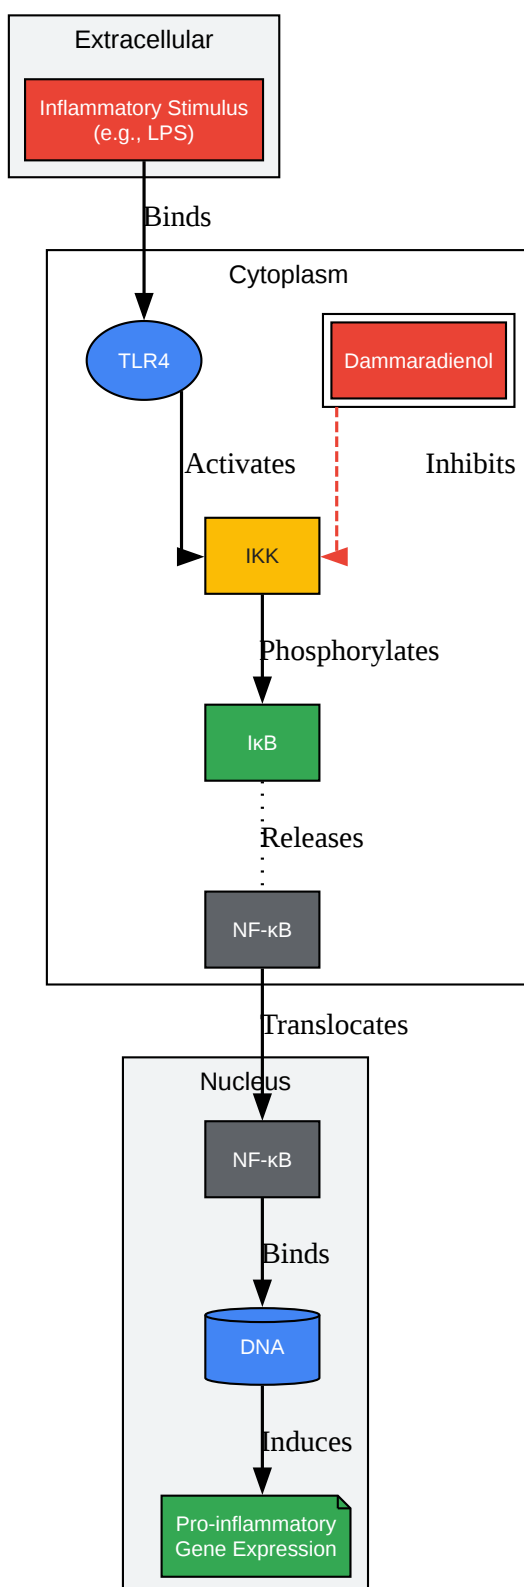 Extracellular
Inflammatory Stimulus
(e.g., LPS)
Binds
Cytoplasm
TLR4
Dammaradienol
Activates
Inhibits
IKK
Phosphorylates
IκB
Releases
NF-κB
Translocates
Nucleus
NF-κB
Binds
DNA
Induces
Pro-inflammatory
Gene Expression